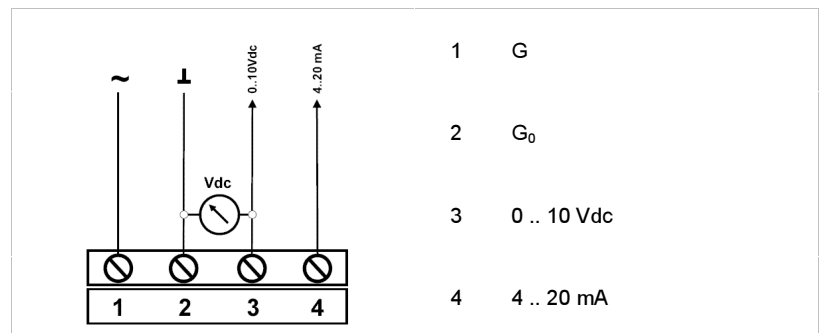 ~ ⊥ 0..10Vdc 4..20 mA
Vdc
1 2 3 4
1 G
2 G₀
3 0 .. 10 Vdc
4 4 .. 20 mA